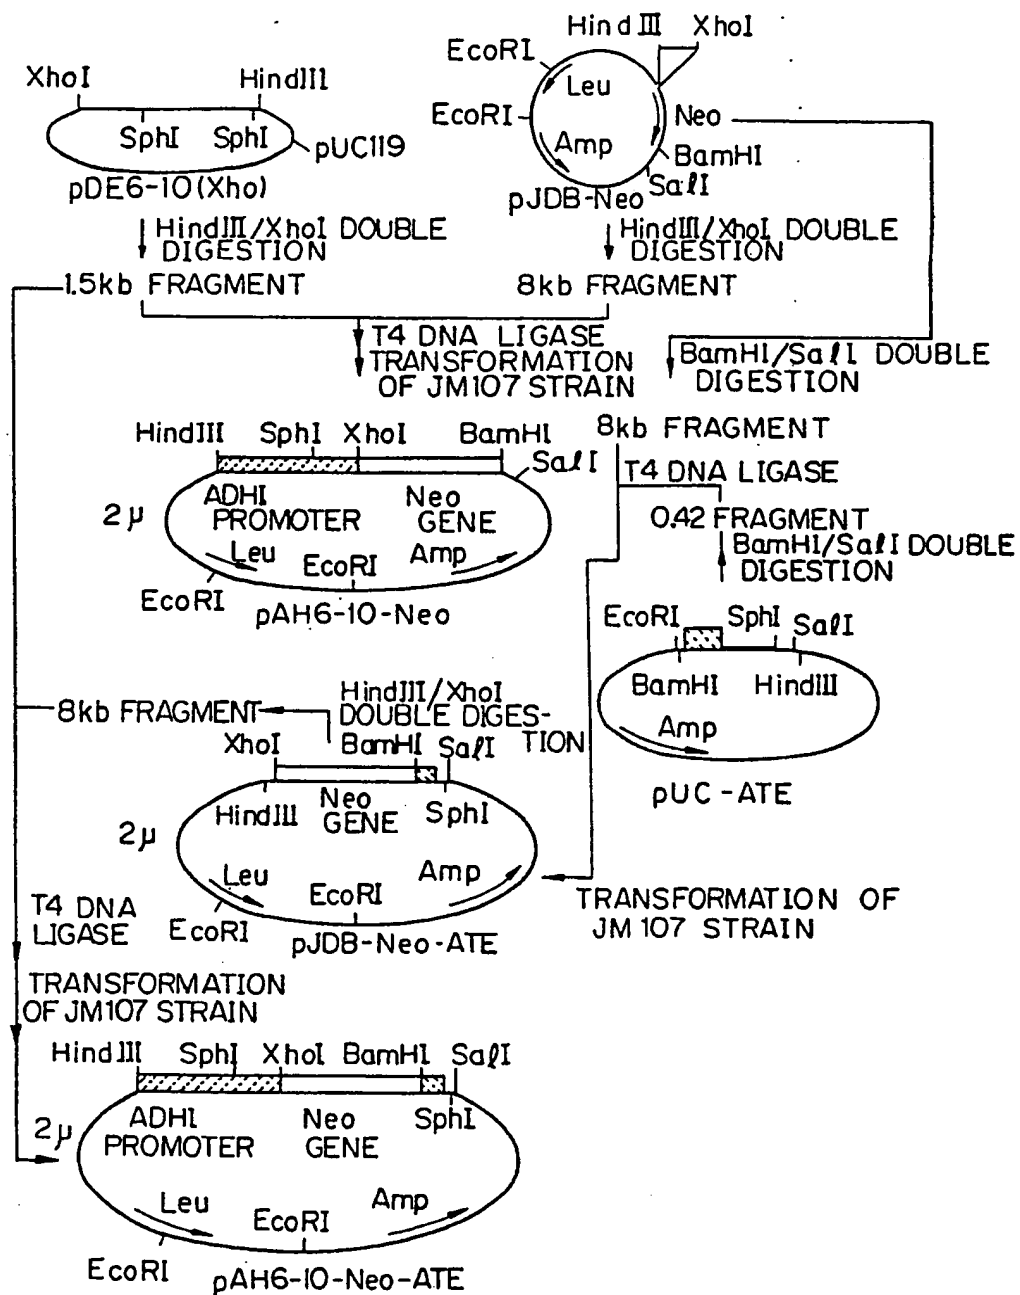 Hind III XhoI
EcoRI
Leu
EcoRI
Neo
Amp
BamHI
SalI
pJDB-Neo
XhoI HindIII
SphI SphI
pUC119
pDE6-10(Xho)
HindIII/XhoI DOUBLE
DIGESTION
HindIII/XhoI DOUBLE
DIGESTION
1.5kb FRAGMENT
8kb FRAGMENT
T4 DNA LIGASE
TRANSFORMATION
OF JM107 STRAIN
BamHI/SalI DOUBLE
DIGESTION
HindIII SphI XhoI BamHI
SalI
ADHI
PROMOTER
Neo
GENE
2μ
Leu
EcoRI
Amp
EcoRI
pAH6-10-Neo
8kb FRAGMENT
T4 DNA LIGASE
0.42 FRAGMENT
BamHI/SalI DOUBLE
DIGESTION
EcoRI SphI SalI
BamHI HindIII
Amp
pUC-ATE
HindIII/XhoI
DOUBLE DIGES-
TION
8kb FRAGMENT
XhoI BamHI SalI
HindIII
Neo
GENE
SphI
2μ
Leu
EcoRI
Amp
EcoRI
pJDB-Neo-ATE
TRANSFORMATION OF
JM107 STRAIN
T4 DNA
LIGASE
TRANSFORMATION
OF JM107 STRAIN
HindIII SphI XhoI BamHI SalI
ADHI
PROMOTER
Neo
GENE
SphI
2μ
Leu
EcoRI
Amp
EcoRI
pAH6-10-Neo-ATE